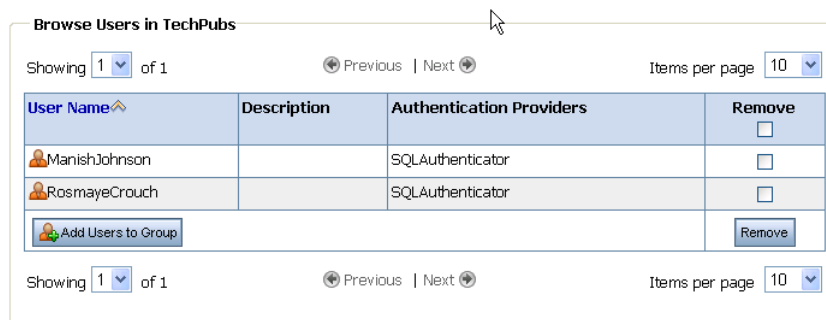 Browse Users in TechPubs
Showing 1 of 1 Previous | Next Items per page 10
User Name Description Authentication Providers Remove
ManishJohnson SQLAuthenticator
RosmayeCrouch SQLAuthenticator
Add Users to Group Remove
Showing 1 of 1 Previous | Next Items per page 10